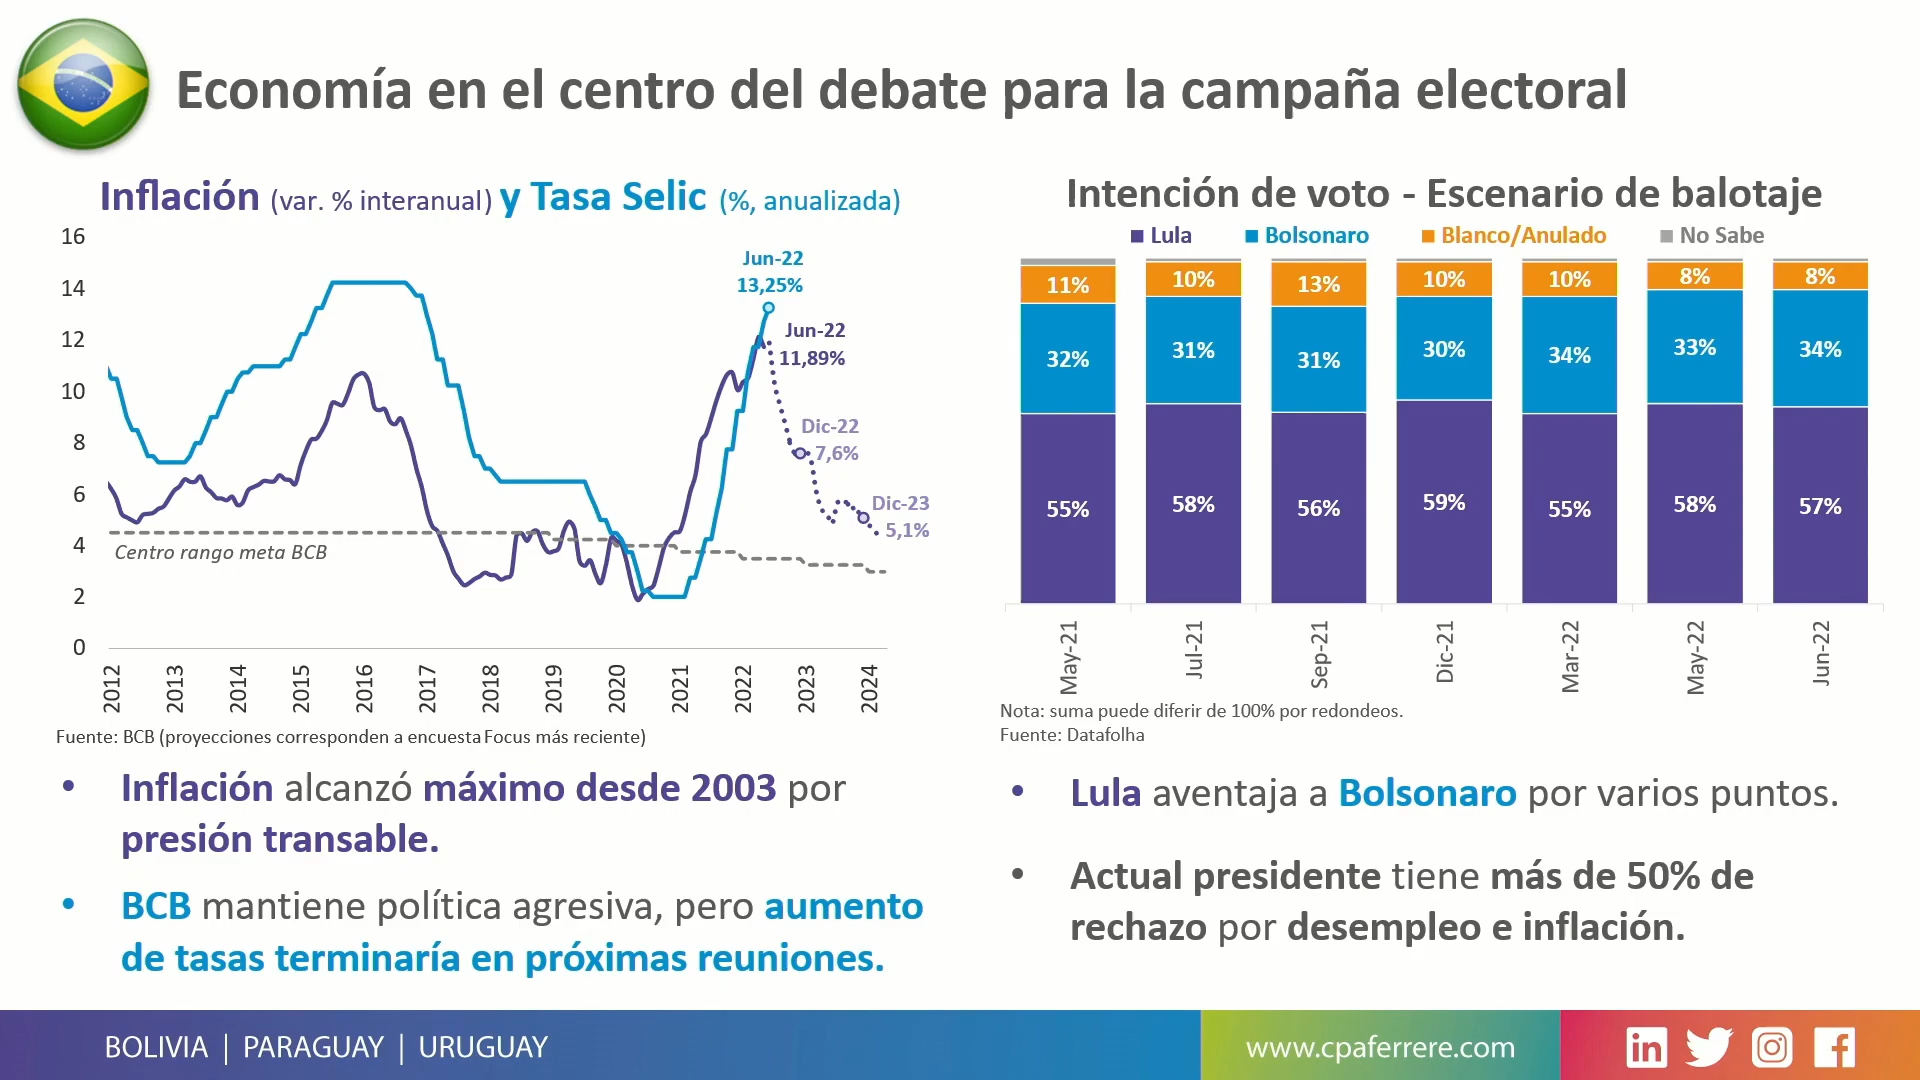 Economía en el centro del debate para la campaña electoral
Inflación (var. % interanual) y Tasa Selic (%, anualizada)
16
14
12
10
8
6
4
2
0
Jun-22
13,25%
Jun-22
11,89%
Dic-22
7,6%
Dic-23
5,1%
Centro rango meta BCB
2012
2013
2014
2015
2016
2017
2018
2019
2020
2021
2022
2023
2024
Fuente: BCB (proyecciones corresponden a encuesta Focus más reciente)
• Inflación alcanzó máximo desde 2003 por
presión transable.
• BCB mantiene política agresiva, pero aumento
de tasas terminaría en próximas reuniones.
Intención de voto - Escenario de balotaje
Lula Bolsonaro Blanco/Anulado No Sabe
11% 10% 13% 10% 10% 8% 8%
32% 31% 31% 30% 34% 33% 34%
55% 58% 56% 59% 55% 58% 57%
May-21
Jul-21
Sep-21
Dic-21
Mar-22
May-22
Jun-22
Nota: suma puede diferir de 100% por redondeos.
Fuente: Datafolha
• Lula aventaja a Bolsonaro por varios puntos.
• Actual presidente tiene más de 50% de
rechazo por desempleo e inflación.
BOLIVIA | PARAGUAY | URUGUAY
www.cpaferrere.com